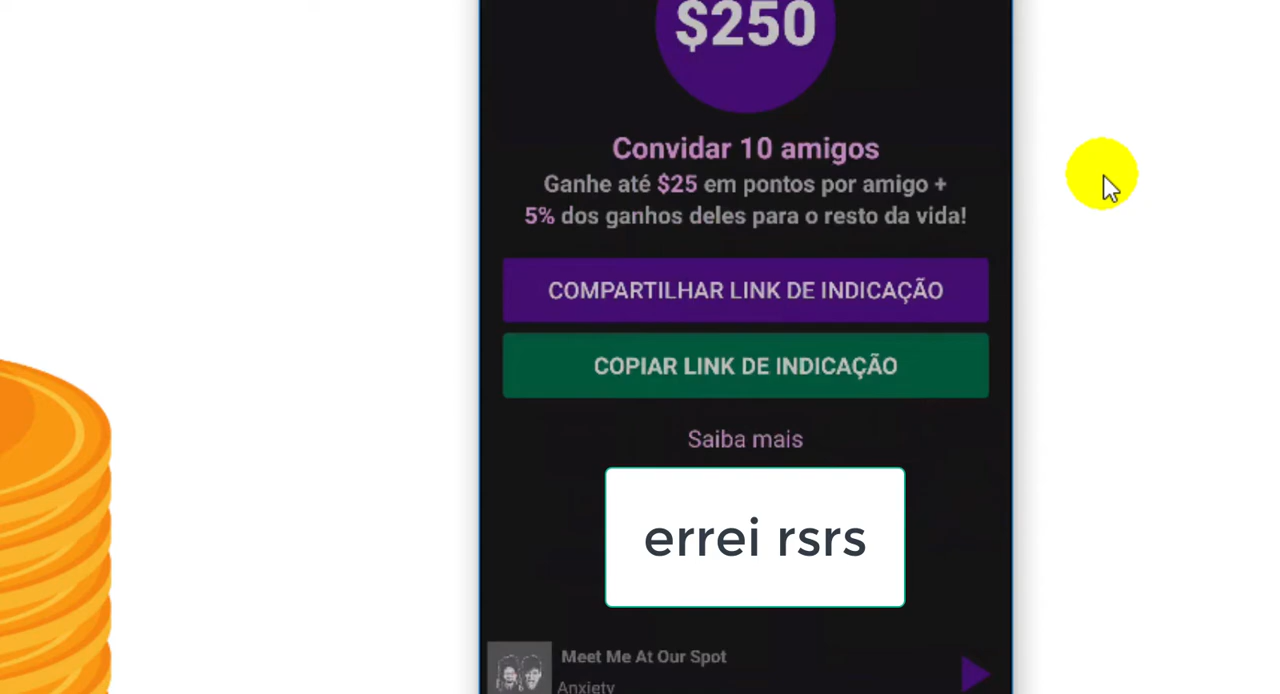 $250
Convidar 10 amigos
Ganhe até $25 em pontos por amigo +
5% dos ganhos deles para o resto da vida!
COMPARTILHAR LINK DE INDICAÇÃO
COPIAR LINK DE INDICAÇÃO
Saiba mais
errei rsrs
Meet Me At Our Spot
Anxiety